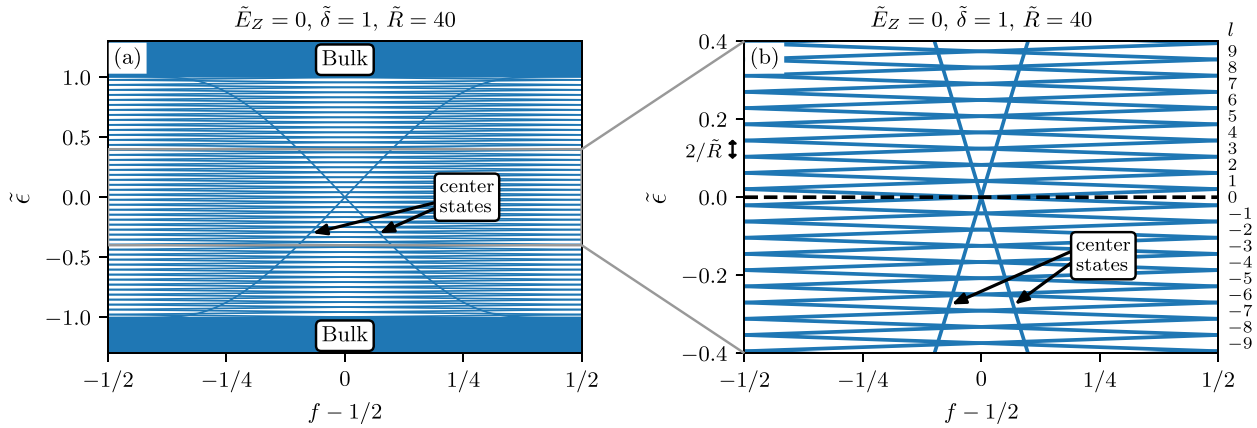 Ẽ_Z = 0, δ̃ = 1, R̃ = 40
(a)
Bulk
1.0
0.5
0.0
−0.5
−1.0
ϵ̃
center
states
Bulk
−1/2
−1/4
0
1/4
1/2
f − 1/2
Ẽ_Z = 0, δ̃ = 1, R̃ = 40
(b)
0.4
0.2
2/R̃
0.0
−0.2
−0.4
ϵ̃
center
states
l
9
8
7
6
5
4
3
2
1
0
−1
−2
−3
−4
−5
−6
−7
−8
−9
−1/2
−1/4
0
1/4
1/2
f − 1/2